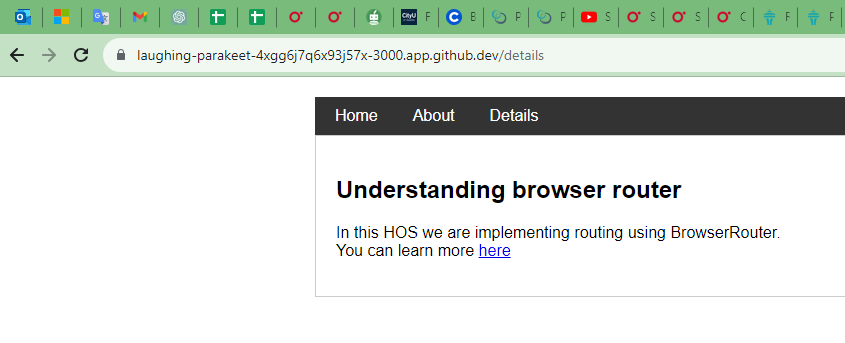 F B P P S S S C F F
CityU
laughing-parakeet-4xgg6j7q6x93j57x-3000.app.github.dev/details
Home About Details
Understanding browser router
In this HOS we are implementing routing using BrowserRouter.
You can learn more here